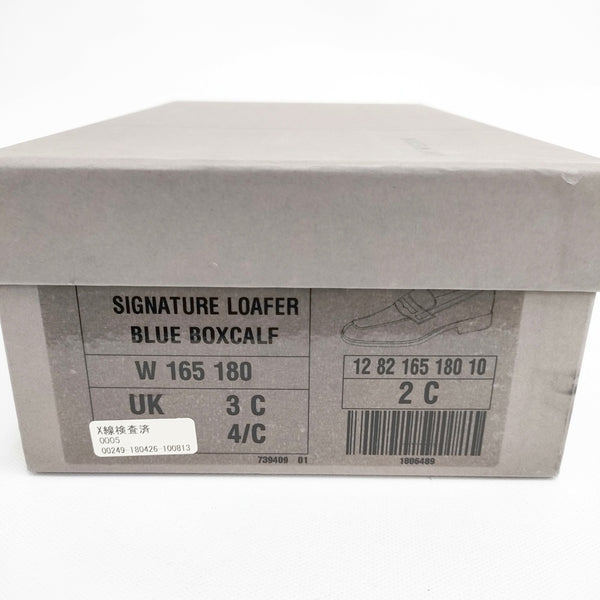 SIGNATURE LOAFER
BLUE BOXCALF
W 165 180
UK 3 C
4/C
X線検査済
0005
00249-180426-100813
739409 01
12 82 165 180 10
2 C
1806489